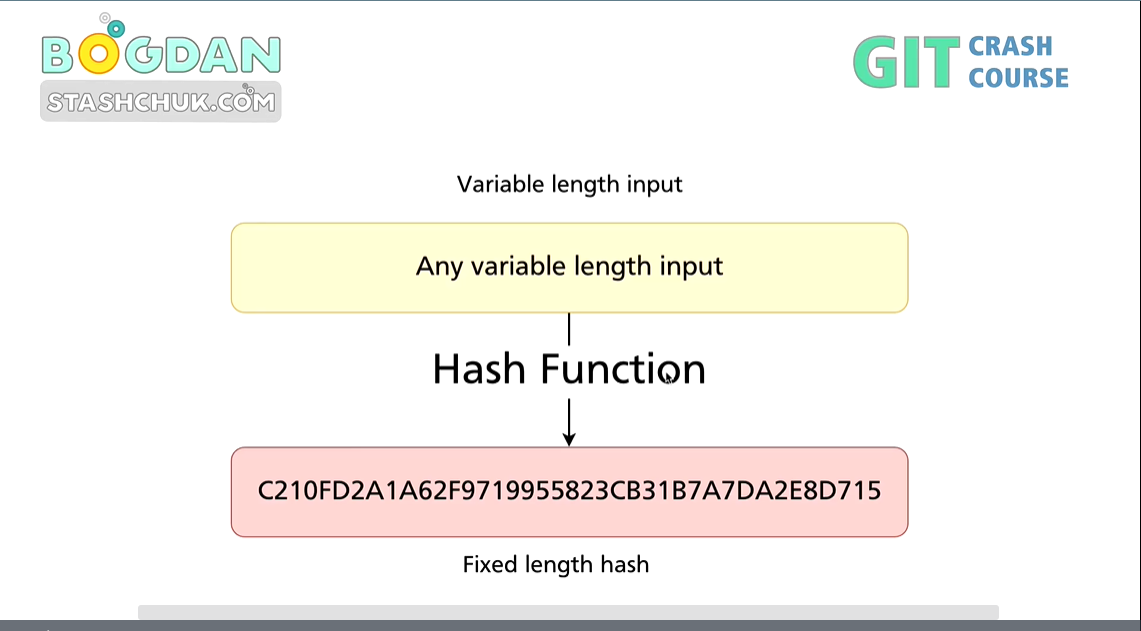 BOGDAN
STASHCHUK.COM
GIT CRASH COURSE
Variable length input
Any variable length input
Hash Function
C210FD2A1A62F9719955823CB31B7A7DA2E8D715
Fixed length hash